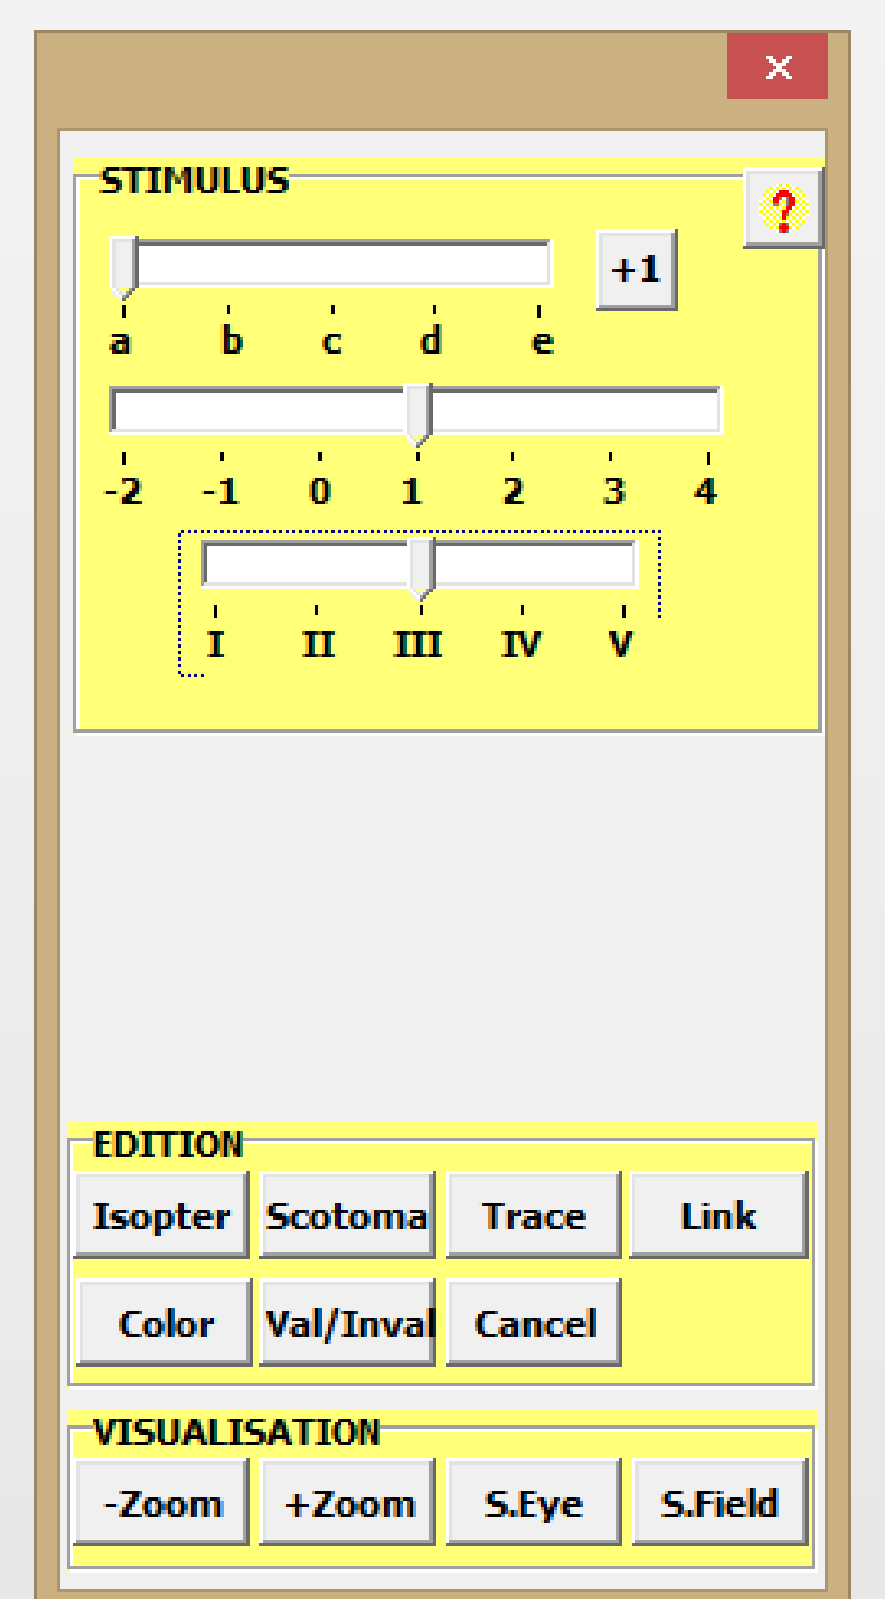 x
STIMULUS
?
+1
a b c d e
-2 -1 0 1 2 3 4
I II III IV V
EDITION
Isopter Scotoma Trace Link
Color Val/Inval Cancel
VISUALISATION
-Zoom +Zoom S.Eye S.Field